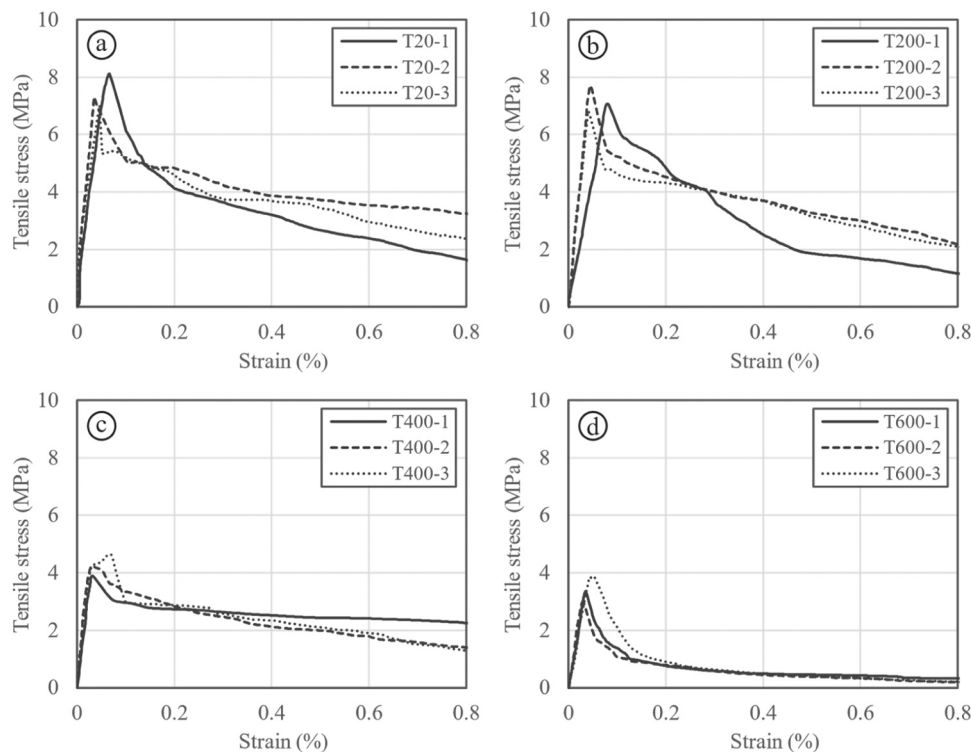 a
T20-1
T20-2
T20-3
Tensile stress (MPa)
10
8
6
4
2
0
0 0.2 0.4 0.6 0.8
Strain (%)
b
T200-1
T200-2
T200-3
Tensile stress (MPa)
10
8
6
4
2
0
0 0.2 0.4 0.6 0.8
Strain (%)
c
T400-1
T400-2
T400-3
Tensile stress (MPa)
10
8
6
4
2
0
0 0.2 0.4 0.6 0.8
Strain (%)
d
T600-1
T600-2
T600-3
Tensile stress (MPa)
10
8
6
4
2
0
0 0.2 0.4 0.6 0.8
Strain (%)